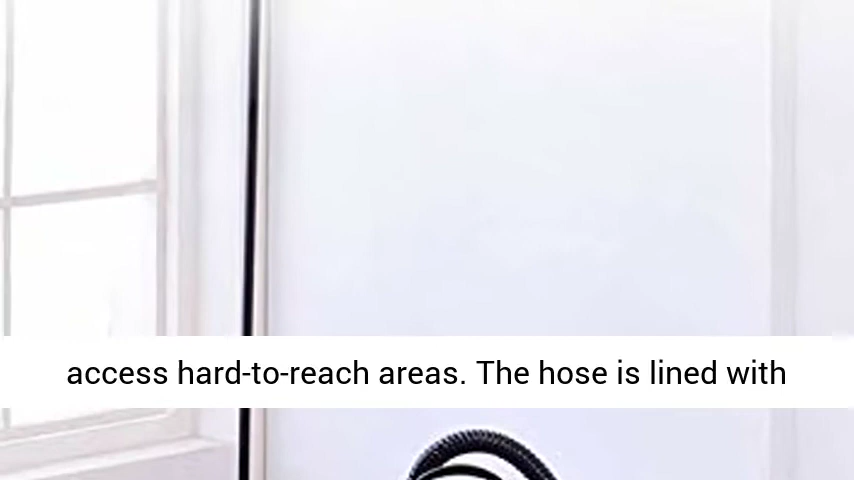 access hard-to-reach areas. The hose is lined with